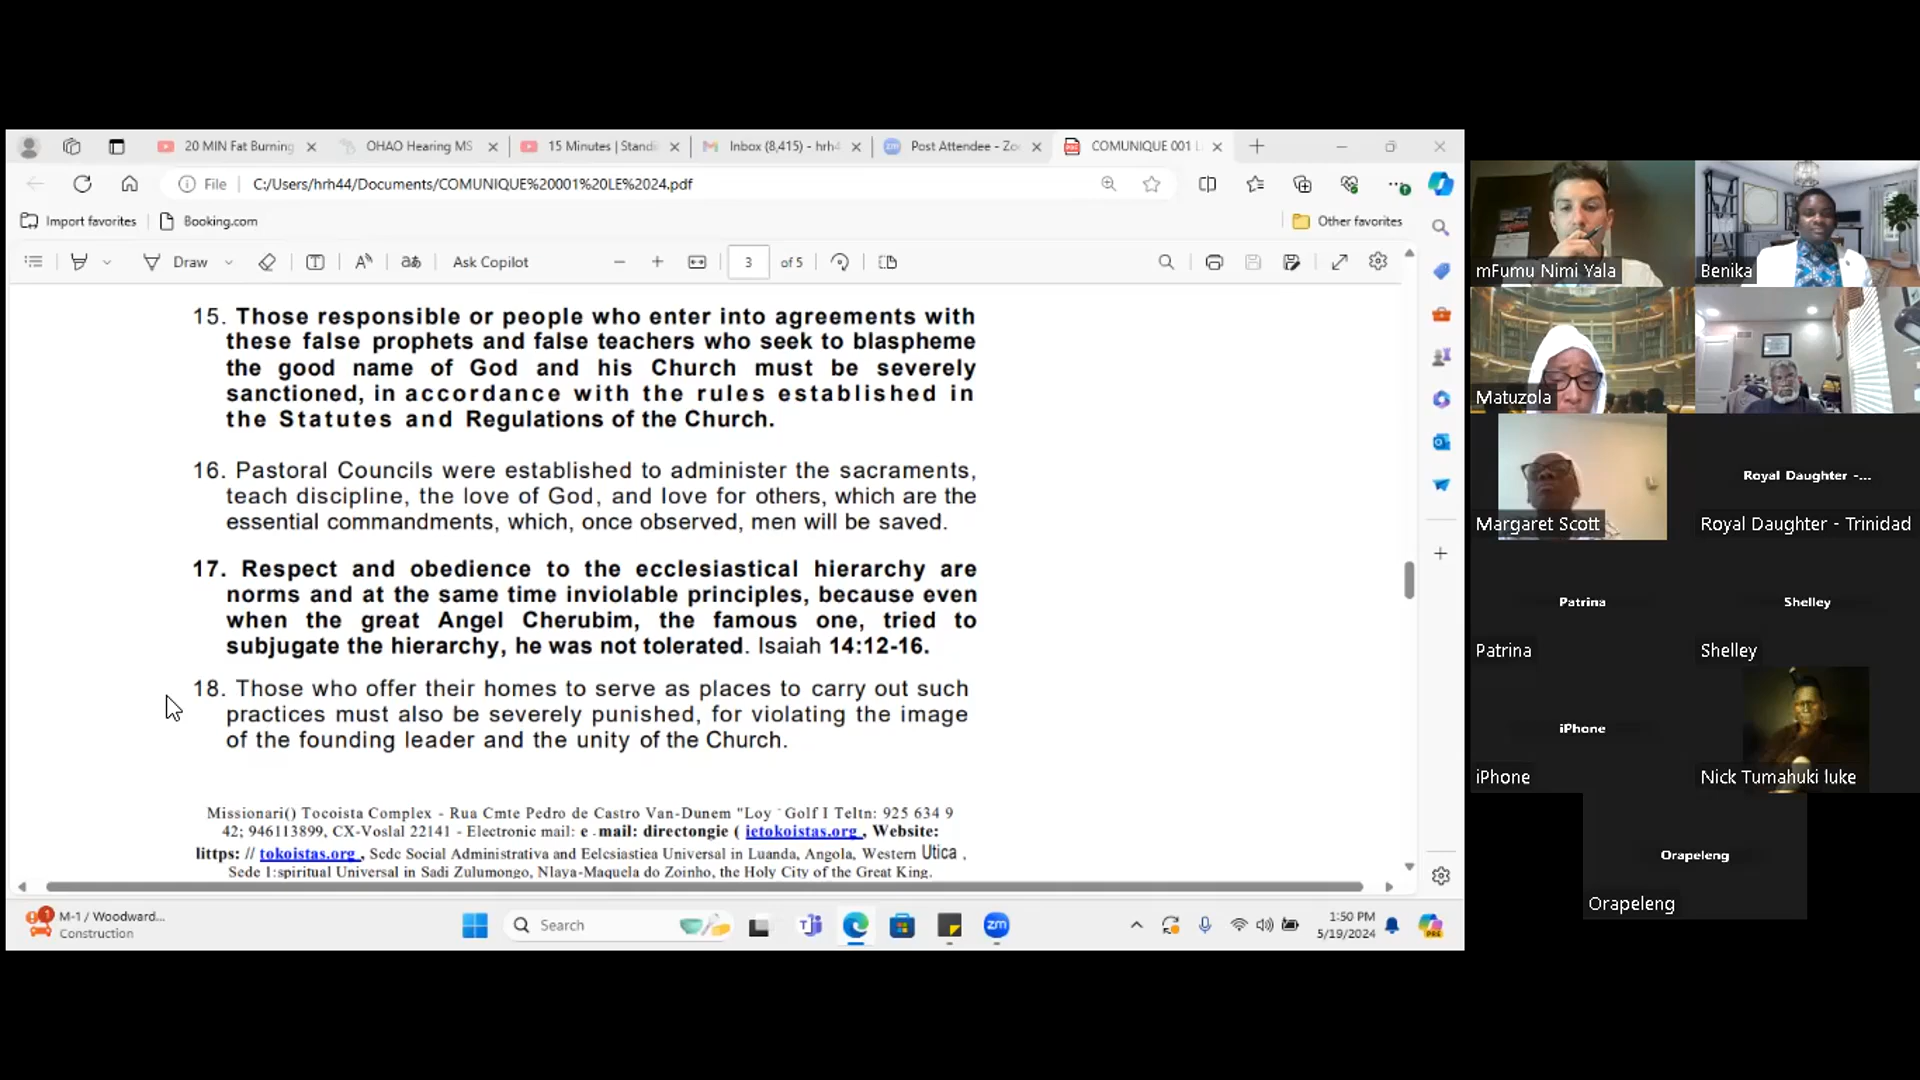 20 MIN Fat Burning
OHAO Hearing MS
15 Minutes | Standi
Inbox (8,415) - hrh4
Post Attendee - Zo
COMUNIQUE 001 L
File C:/Users/hrh44/Documents/COMUNIQUE%20001%20LE%2024.pdf
Import favorites
Booking.com
Other favorites
Draw
Ask Copilot
3 of 5
15. Those responsible or people who enter into agreements with
these false prophets and false teachers who seek to blaspheme
the good name of God and his Church must be severely
sanctioned, in accordance with the rules established in
the Statutes and Regulations of the Church.
16. Pastoral Councils were established to administer the sacraments,
teach discipline, the love of God, and love for others, which are the
essential commandments, which, once observed, men will be saved.
17. Respect and obedience to the ecclesiastical hierarchy are
norms and at the same time inviolable principles, because even
when the great Angel Cherubim, the famous one, tried to
subjugate the hierarchy, he was not tolerated. Isaiah 14:12-16.
18. Those who offer their homes to serve as places to carry out such
practices must also be severely punished, for violating the image
of the founding leader and the unity of the Church.
Missionari() Tocoista Complex - Rua Cmte Pedro de Castro Van-Dunem "Loy ¨Golf I Teltn: 925 634 9
42; 946113899, CX-Voslal 22141 - Electronic mail: e - mail: directongie ( ietokoistas.org , Website:
littps: // tokoistas.org , Sedc Social Administrativa and Eelcsiastiea Universal in Luanda, Angola, Western Utica ,
Sede 1:spiritual Universal in Sadi Zulumongo, Nlaya-Maquela do Zoinho, the Holy City of the Great King.
M-1 / Woodward...
Construction
Search
1:50 PM
5/19/2024
mFumu Nimi Yala
Benika
Matuzola
Margaret Scott
Royal Daughter -...
Royal Daughter - Trinidad
Patrina
Patrina
Shelley
Shelley
iPhone
iPhone
Nick Tumahuki luke
Orapeleng
Orapeleng